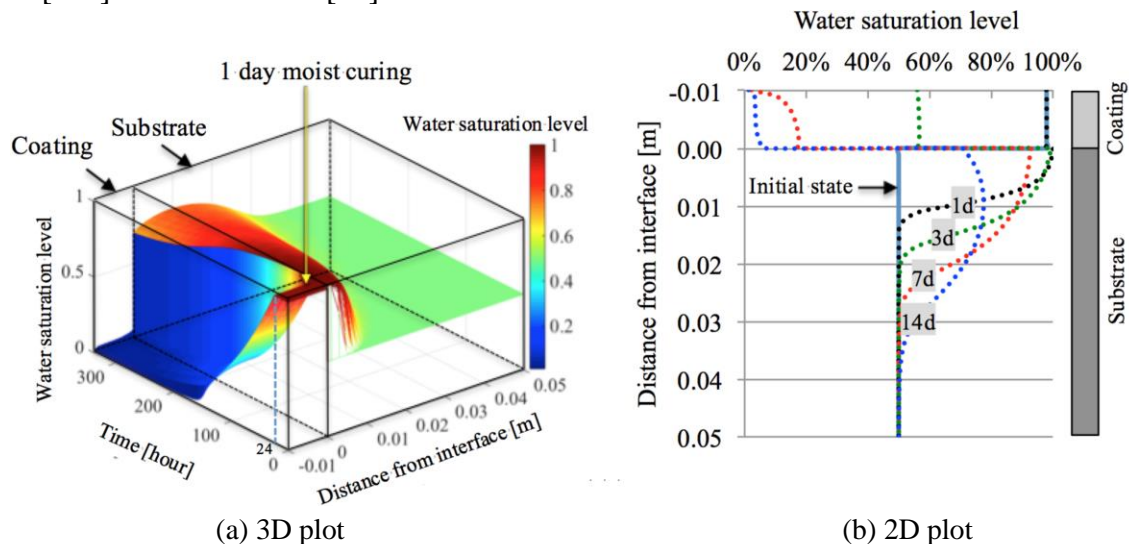 1 day moist curing
Substrate
Coating
Water saturation level
1
0.8
0.6
0.4
0.2
Water saturation level
1
0.5
0
300
200
100
24
0
Time [hour]
-0.01
0
0.01
0.02
0.03
0.04
0.05
Distance from interface [m]
(a) 3D plot
Water saturation level
0% 20% 40% 60% 80% 100%
Distance from interface [m]
-0.01
0.00
0.01
0.02
0.03
0.04
0.05
Initial state
1d
3d
7d
14d
Coating
Substrate
(b) 2D plot